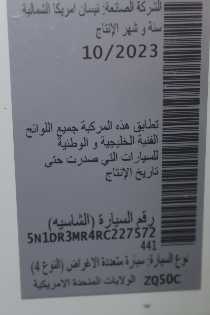 الشركة الصانعة: نيسان امريكا الشمالية
سنة و شهر الإنتاج
10/2023
تطابق هذه المركبة جميع اللوائح
الفنية الخليجية و الوطنية
للسيارات التي صدرت حتى
تاريخ الإنتاج
رقم السيارة (الشاسيه)
5N1DR3MR4RC227572
441
نوع السيارة: سيارة متعددة الاغراض (النوع 4)
ZQ50C الولايات المتحدة الامريكية